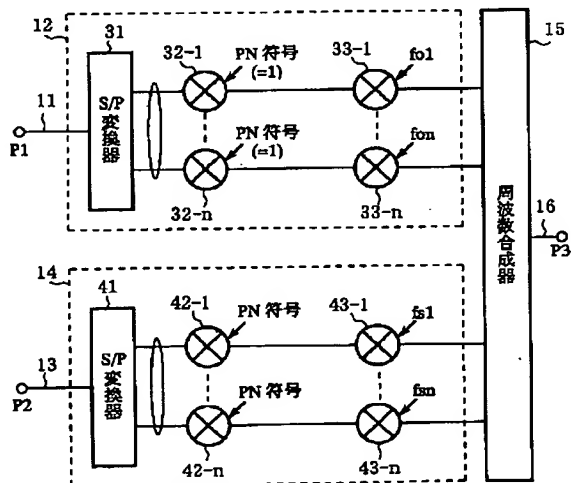 12
31
S/P
変換器
11
P1
32-1
PN 符号
(=1)
33-1
fo1
PN 符号
(=1)
fon
32-n
33-n
15
周波数合成器
16
P3
14
41
S/P
変換器
13
P2
42-1
PN 符号
43-1
fs1
PN 符号
fsn
42-n
43-n